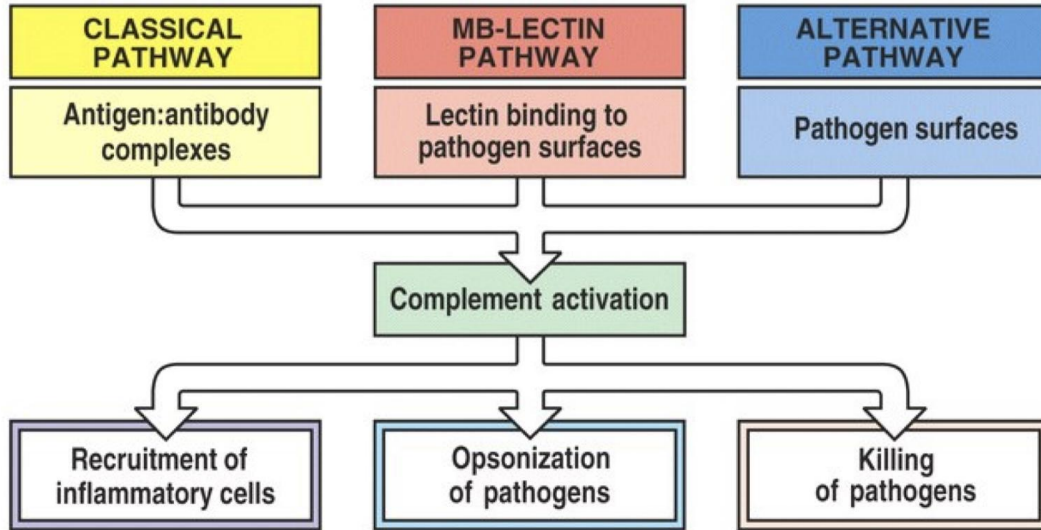 CLASSICAL
PATHWAY
MB-LECTIN
PATHWAY
ALTERNATIVE
PATHWAY
Antigen:antibody
complexes
Lectin binding to
pathogen surfaces
Pathogen surfaces
Complement activation
Recruitment of
inflammatory cells
Opsonization
of pathogens
Killing
of pathogens